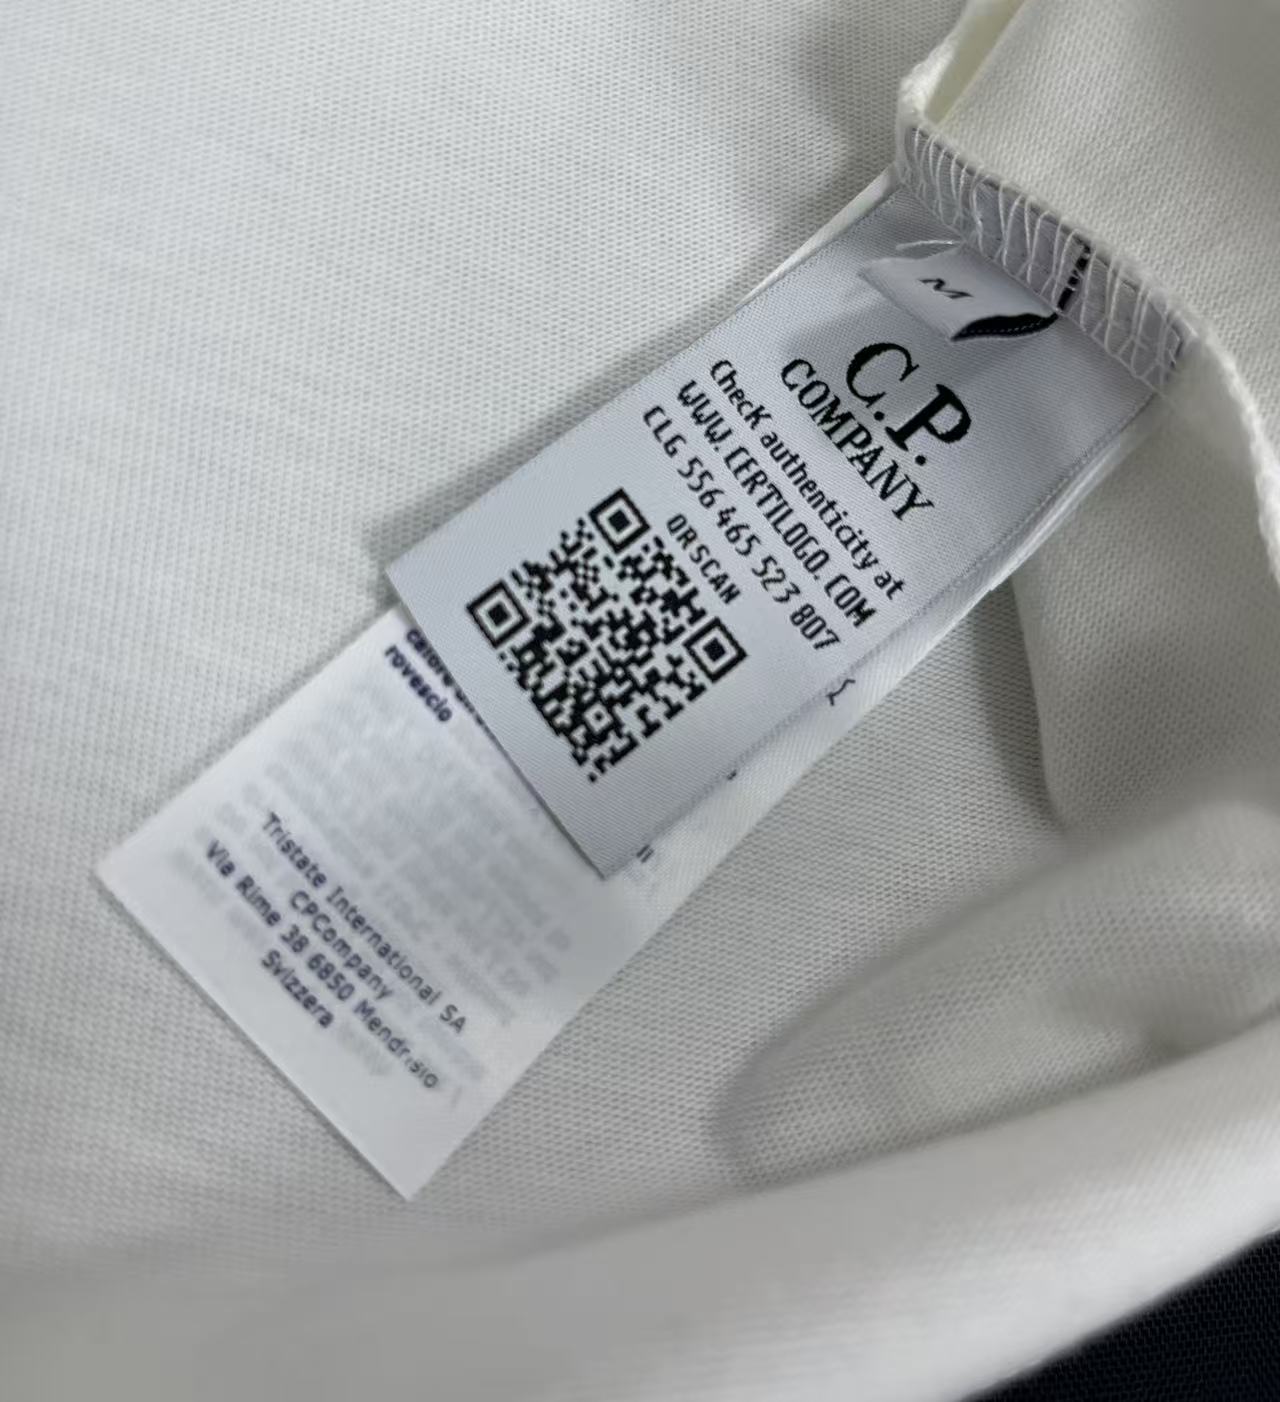 M
C.P.
COMPANY
Check authenticity at
WWW.CERTILOGO.COM
CLG 556 465 523 807
OR SCAN
rovescio
Tristate International SA
CPCompany
Via Rime 38 6850 Mendrisio
Svizzera